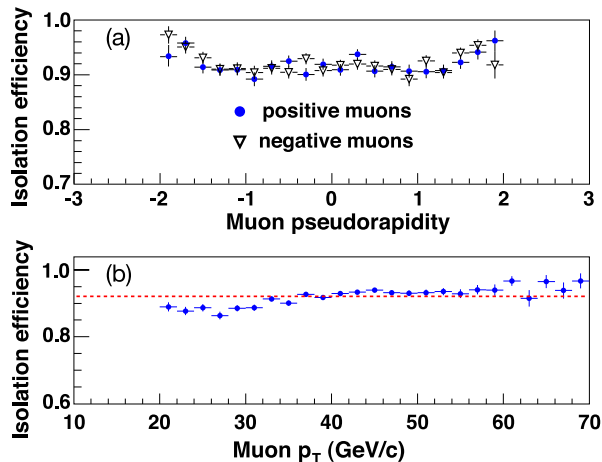 Isolation efficiency
1.0
0.9
0.8
0.7
(a)
positive muons
negative muons
-3 -2 -1 0 1 2 3
Muon pseudorapidity
Isolation efficiency
1.0
0.8
0.6
(b)
10 20 30 40 50 60 70
Muon pT (GeV/c)